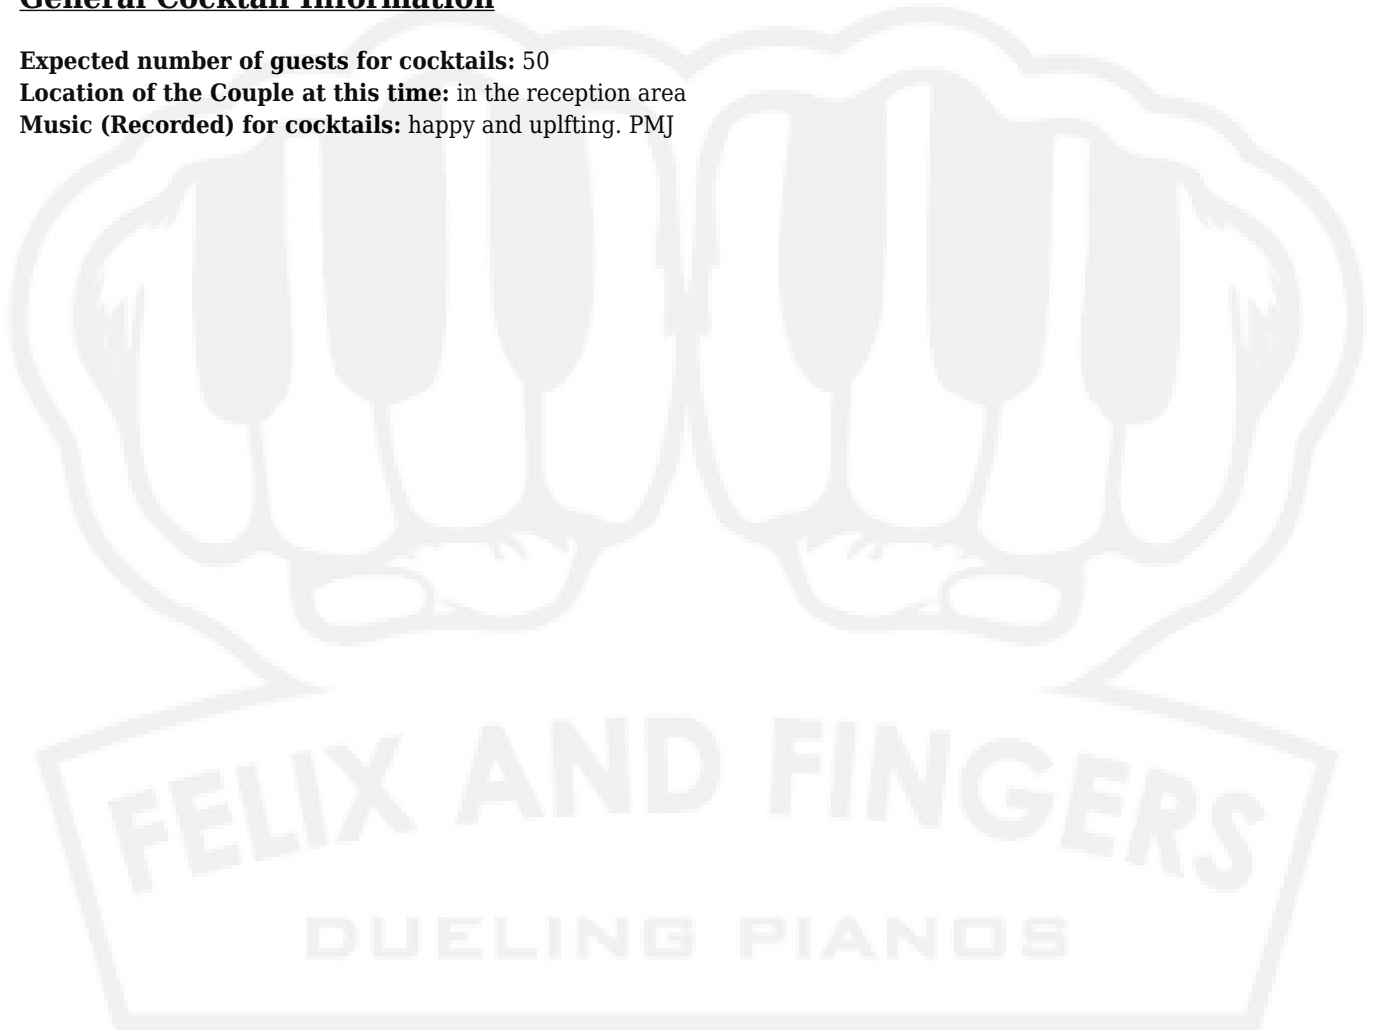 General Cocktail Information
Expected number of guests for cocktails: 50
Location of the Couple at this time: in the reception area
Music (Recorded) for cocktails: happy and uplfting. PMJ
FELIX AND FINGERS
DUELING PIANOS